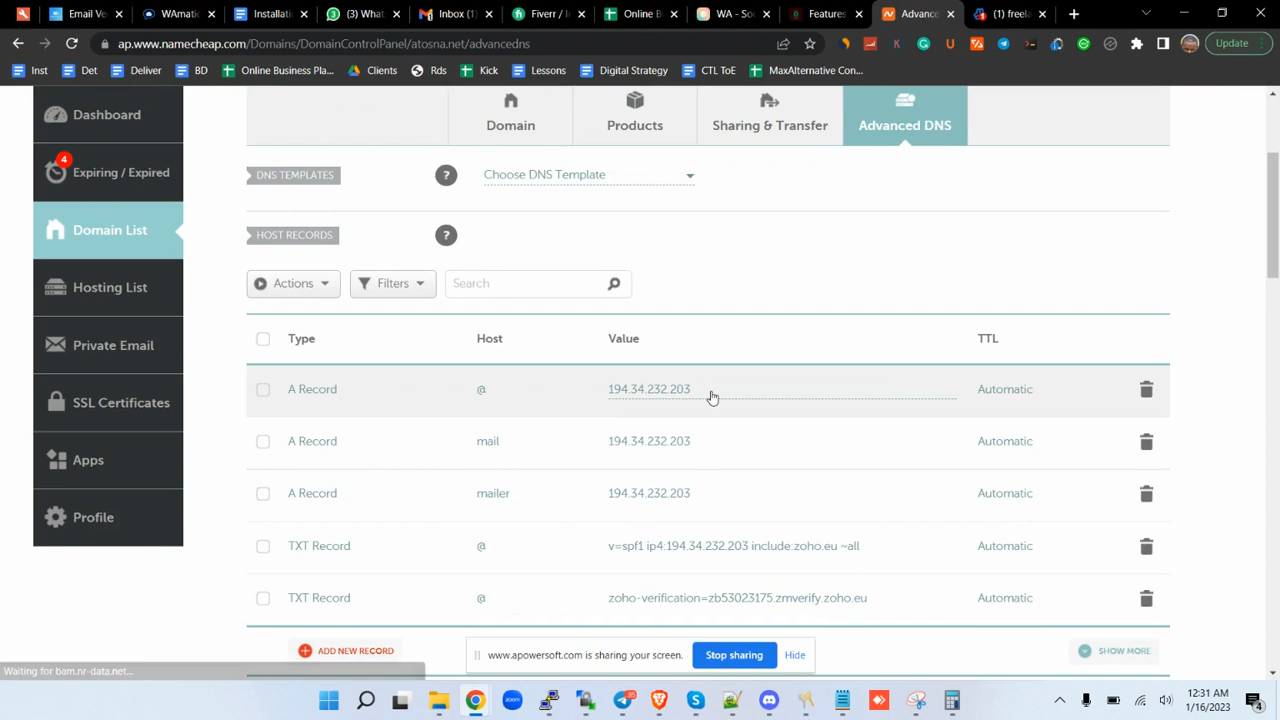 Email Ve
WAmatic
Installat
(3) Whats
Inbox (1
Fiverr / I
Online B
WA - So
Features
Advance
(1) freela
ap.www.namecheap.com/Domains/DomainControlPanel/atosna.net/advancedns
Update
Inst
Det
Deliver
BD
Online Business Pla...
Clients
Rds
Kick
Lessons
Digital Strategy
CTL ToE
MaxAlternative Con...
Dashboard
4
Expiring / Expired
Domain List
Hosting List
Private Email
SSL Certificates
Apps
Profile
Domain
Products
Sharing & Transfer
Advanced DNS
DNS TEMPLATES
?
Choose DNS Template
HOST RECORDS
?
Actions
Filters
Search
Type Host Value TTL
A Record @ 194.34.232.203 Automatic
A Record mail 194.34.232.203 Automatic
A Record mailer 194.34.232.203 Automatic
TXT Record @ v=spf1 ip4:194.34.232.203 include:zoho.eu ~all Automatic
TXT Record @ zoho-verification=zb53023175.zmverify.zoho.eu Automatic
ADD NEW RECORD
www.apowersoft.com is sharing your screen.
Stop sharing
Hide
SHOW MORE
Waiting for bam.nr-data.net...
12:31 AM
1/16/2023
4